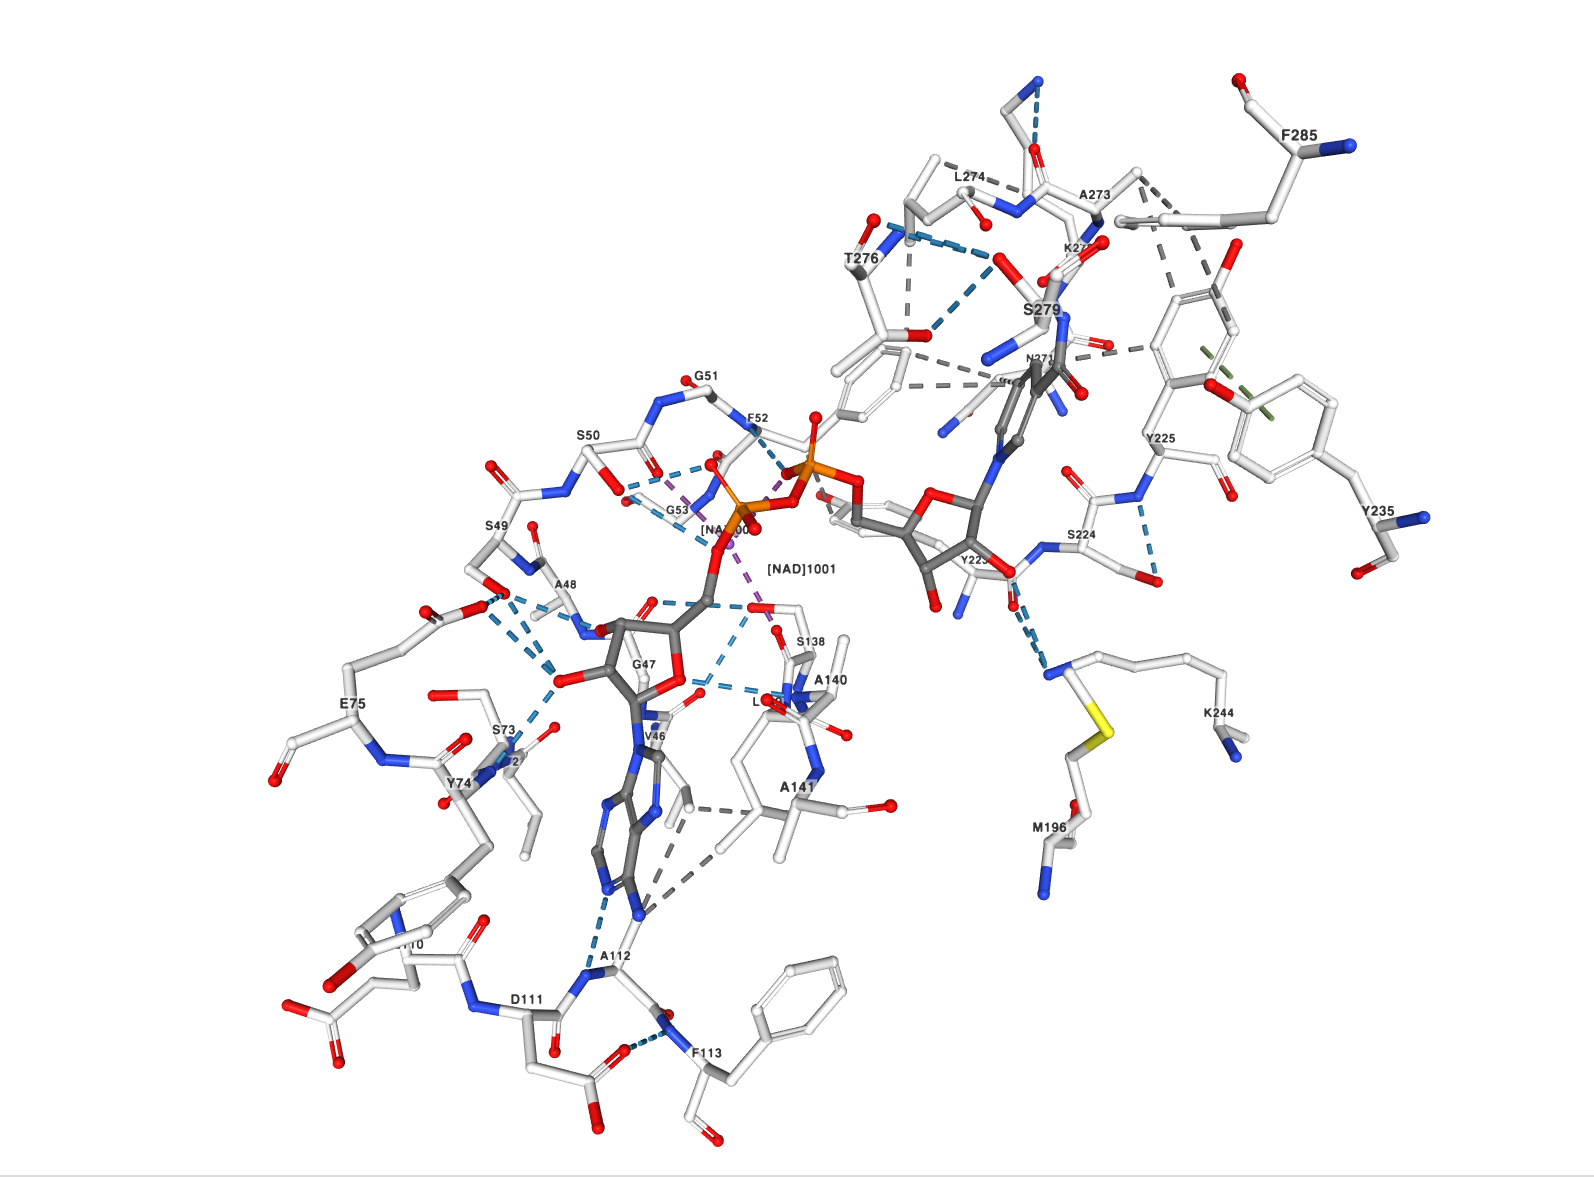 F285
L274
A273
T276
S279
N271
G51
F52
S50
Y225
G53
Y235
S49
S224
[NAD]1001
A48
S138
G47
A140
E75
S73
K244
V46
Y74
A141
M196
A112
D111
F113